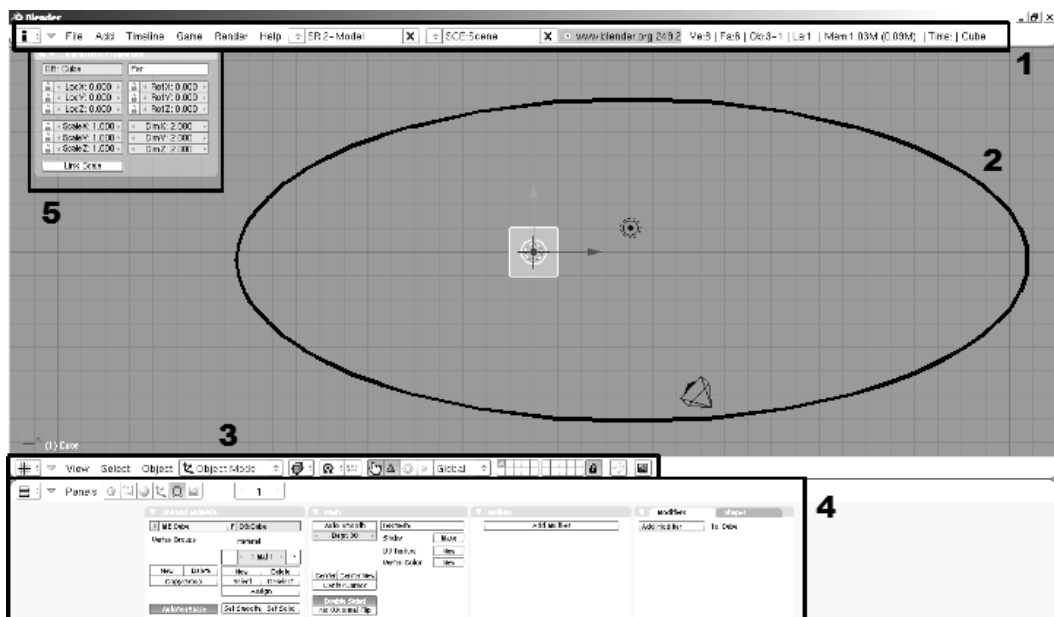 Blender
File Add Timeline Game Render Help SR:2-Model X SCE:Scene X www.blender.org 249.2 Ve:8 | Fa:6 | Ob:3-1 | La:1 | Mem:1.03M (0.09M) | Time: | Cube
1
OB: Cube Par:
LocX: 0.000 RotX: 0.000
LocY: 0.000 RotY: 0.000
LocZ: 0.000 RotZ: 0.000
ScaleX: 1.000 DimX: 2.000
ScaleY: 1.000 DimY: 2.000
ScaleZ: 1.000 DimZ: 2.000
Link Scale
5
2
3
(1) Cube
View Select Object Object Mode Global
Panels 1
4
Link and Materials Mesh Modifiers Shapes
ME:Cube F OB:Cube Auto Smooth TexMesh: Add Modifier To: Cube
Vertex Groups Material Degr: 30 Sticky Make
1 Mat 1 UV Texture New
Vertex Color New
New Delete New Delete Center Center New
Copy Group Select Deselect Center Cursor
Assign
Double Sided
AutoTexSpace Set Smooth Set Solid No V.Normal Flip